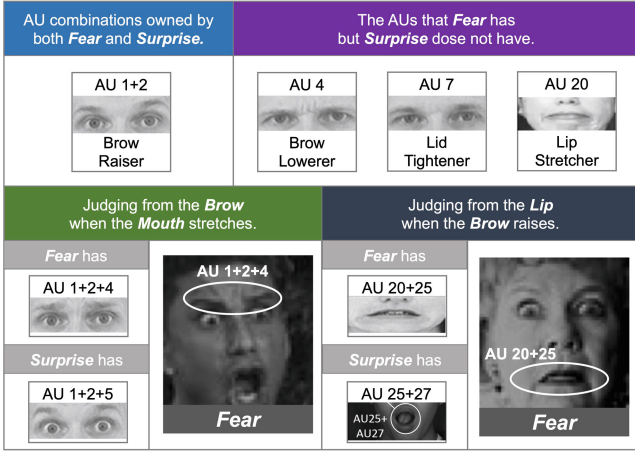 AU combinations owned by
both Fear and Surprise.
The AUs that Fear has
but Surprise dose not have.
AU 1+2
Brow
Raiser
AU 4
Brow
Lowerer
AU 7
Lid
Tightener
AU 20
Lip
Stretcher
Judging from the Brow
when the Mouth stretches.
Judging from the Lip
when the Brow raises.
Fear has
AU 1+2+4
Surprise has
AU 1+2+5
AU 1+2+4
Fear
Fear has
AU 20+25
Surprise has
AU 25+27
AU25+
AU27
AU 20+25
Fear